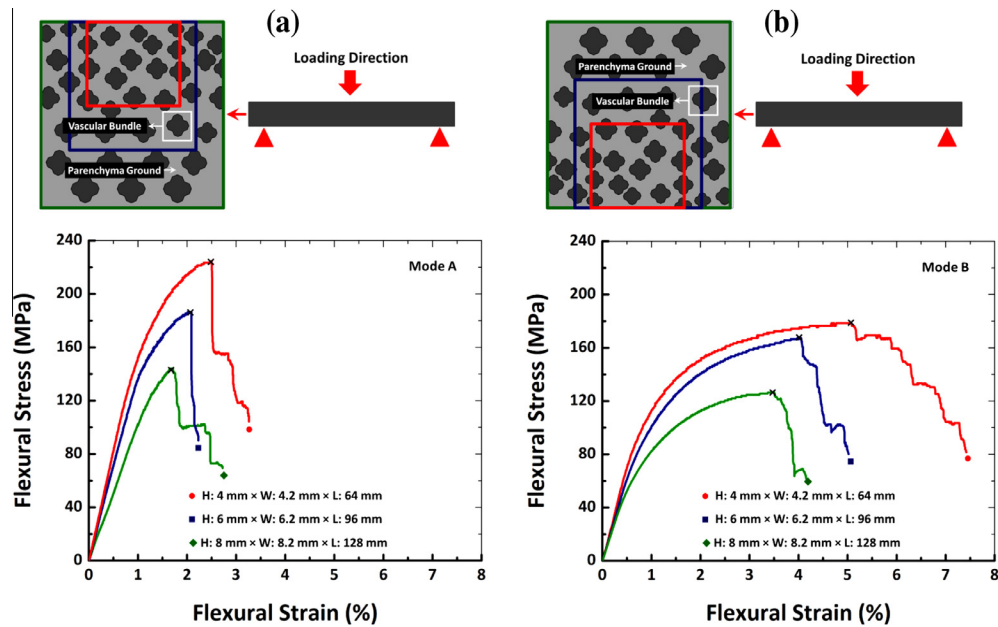 (a)
Loading Direction
Vascular Bundle
Parenchyma Ground
(b)
Loading Direction
Parenchyma Ground
Vascular Bundle
240
200
160
120
80
40
0
Flexural Stress (MPa)
Mode A
H: 4 mm × W: 4.2 mm × L: 64 mm
H: 6 mm × W: 6.2 mm × L: 96 mm
H: 8 mm × W: 8.2 mm × L: 128 mm
0 1 2 3 4 5 6 7 8
Flexural Strain (%)
240
200
160
120
80
40
0
Flexural Stress (MPa)
Mode B
H: 4 mm × W: 4.2 mm × L: 64 mm
H: 6 mm × W: 6.2 mm × L: 96 mm
H: 8 mm × W: 8.2 mm × L: 128 mm
0 1 2 3 4 5 6 7 8
Flexural Strain (%)